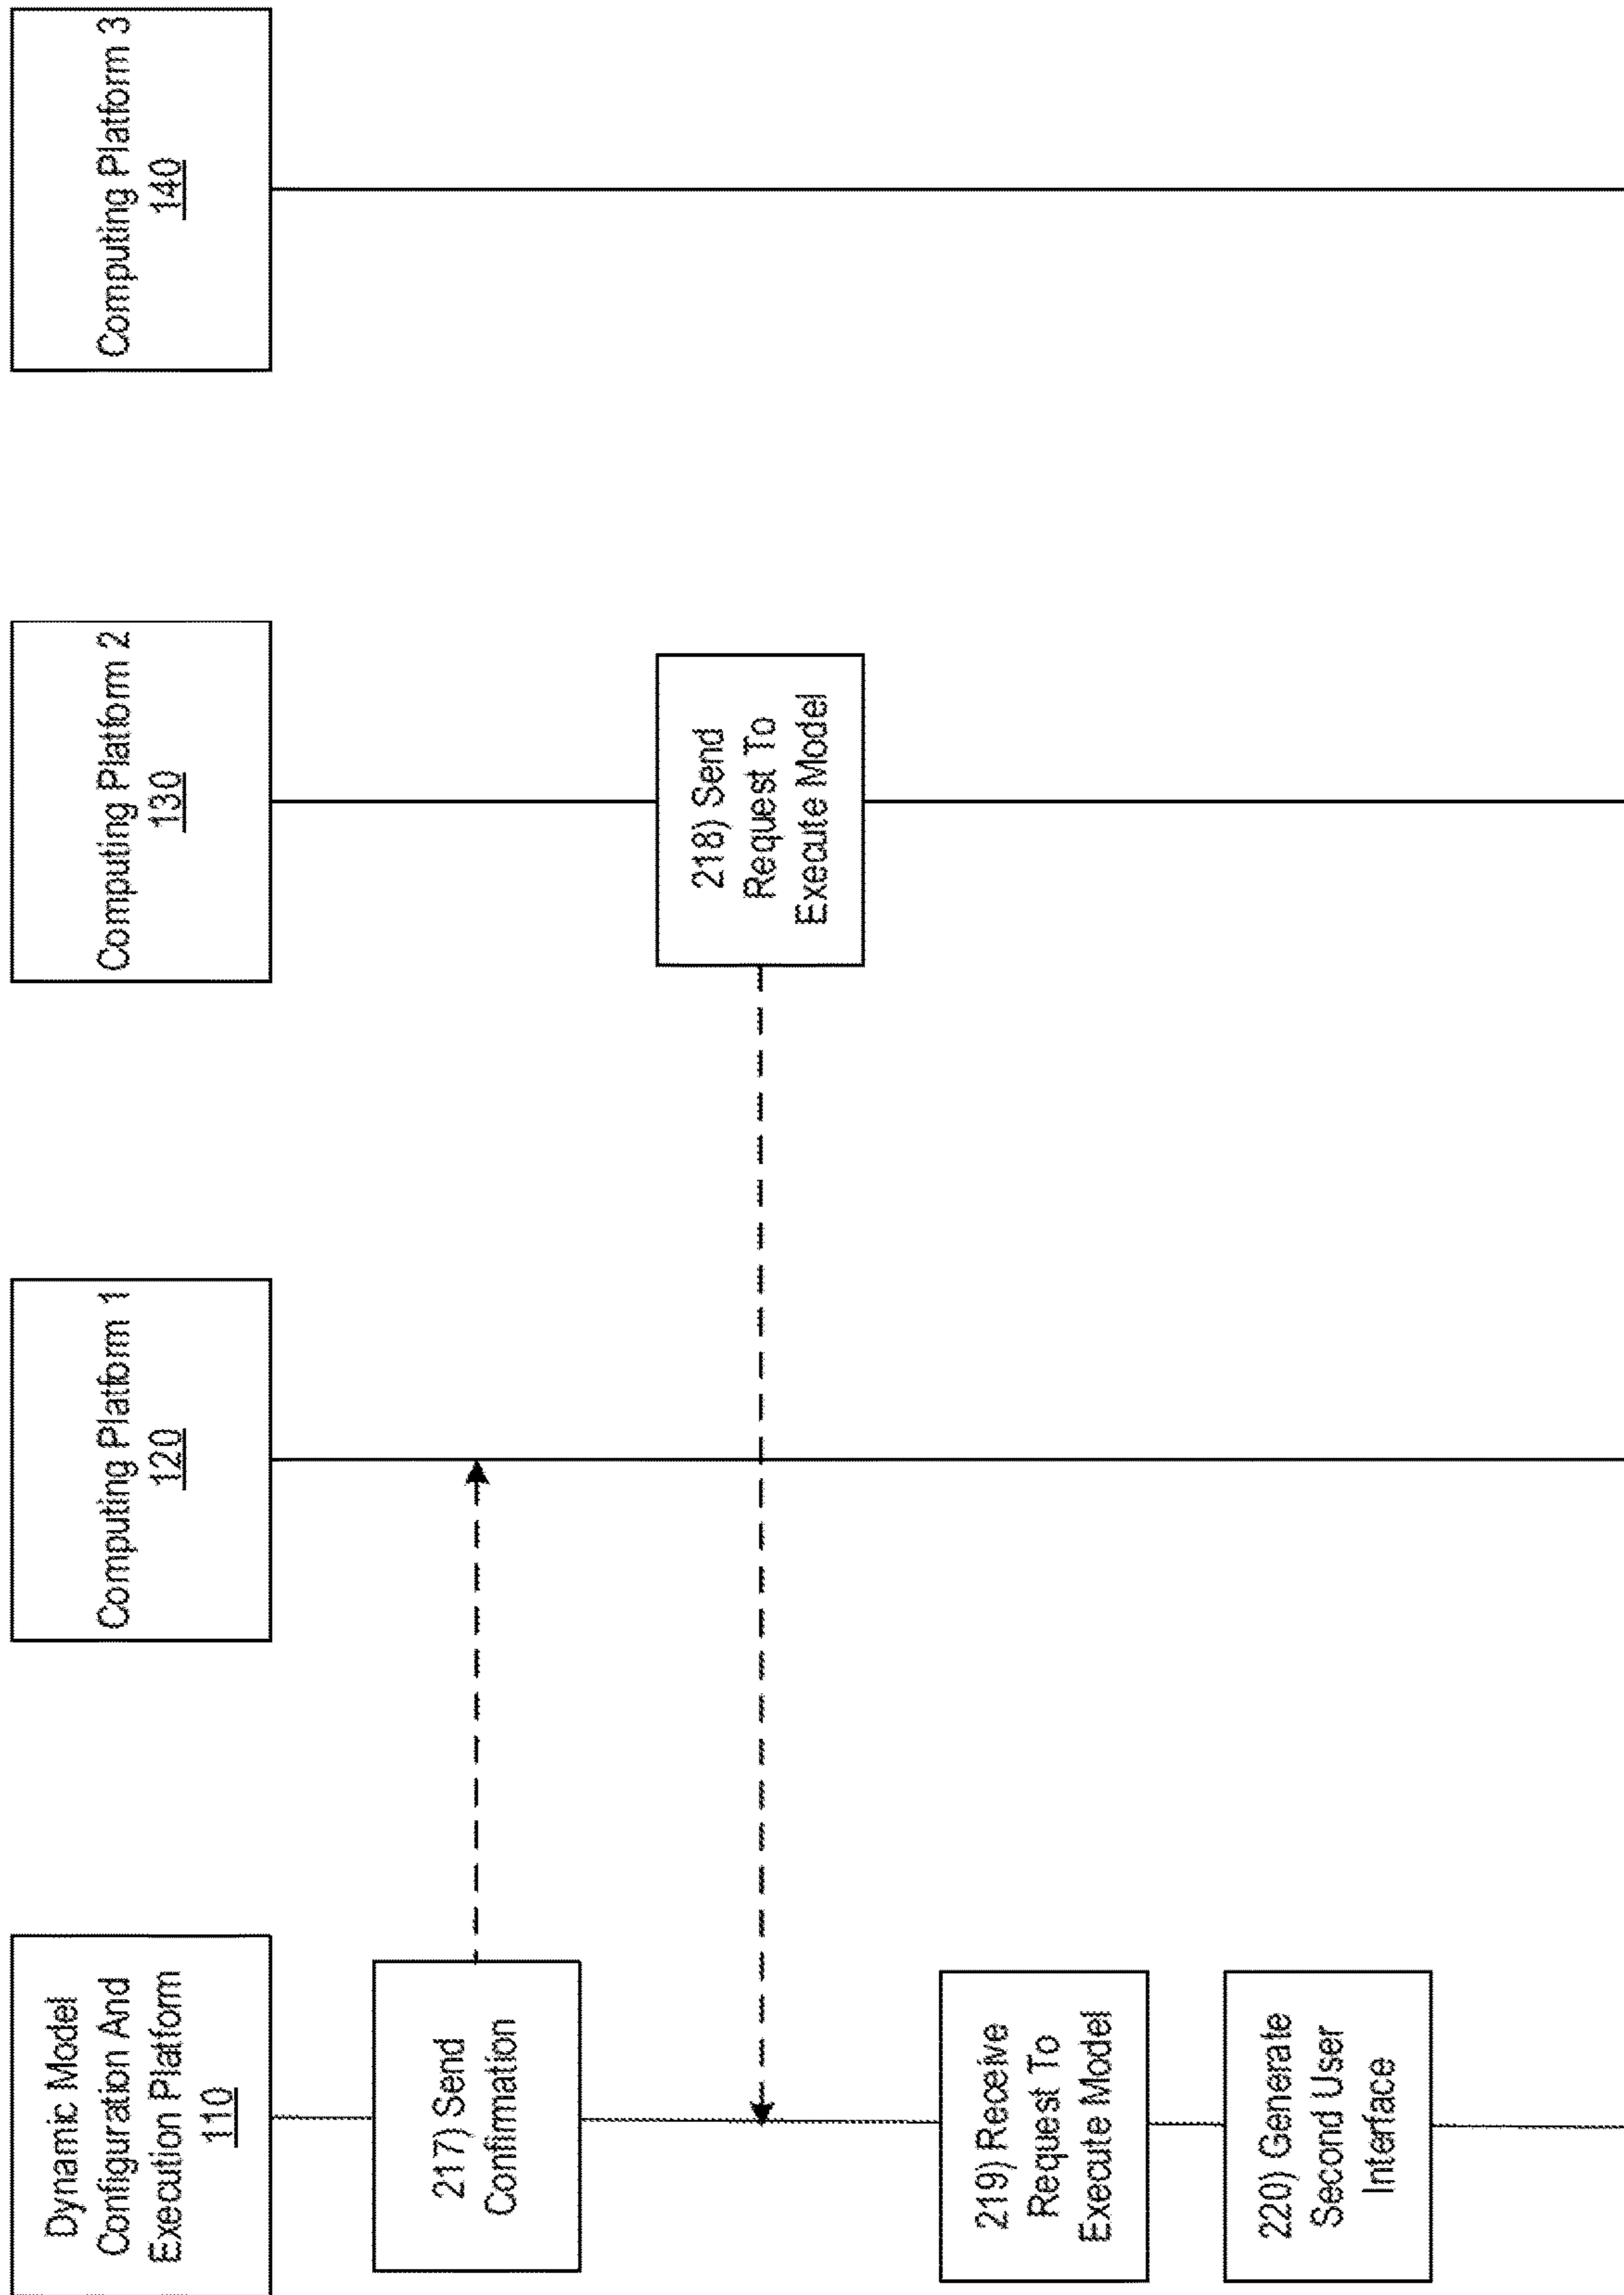 Dynamic Model
Configuration And
Execution Platform
110
Computing Platform 1
120
Computing Platform 2
130
Computing Platform 3
140
217) Send
Confirmation
218) Send
Request To
Execute Model
219) Receive
Request To
Execute Model
220) Generate
Second User
Interface